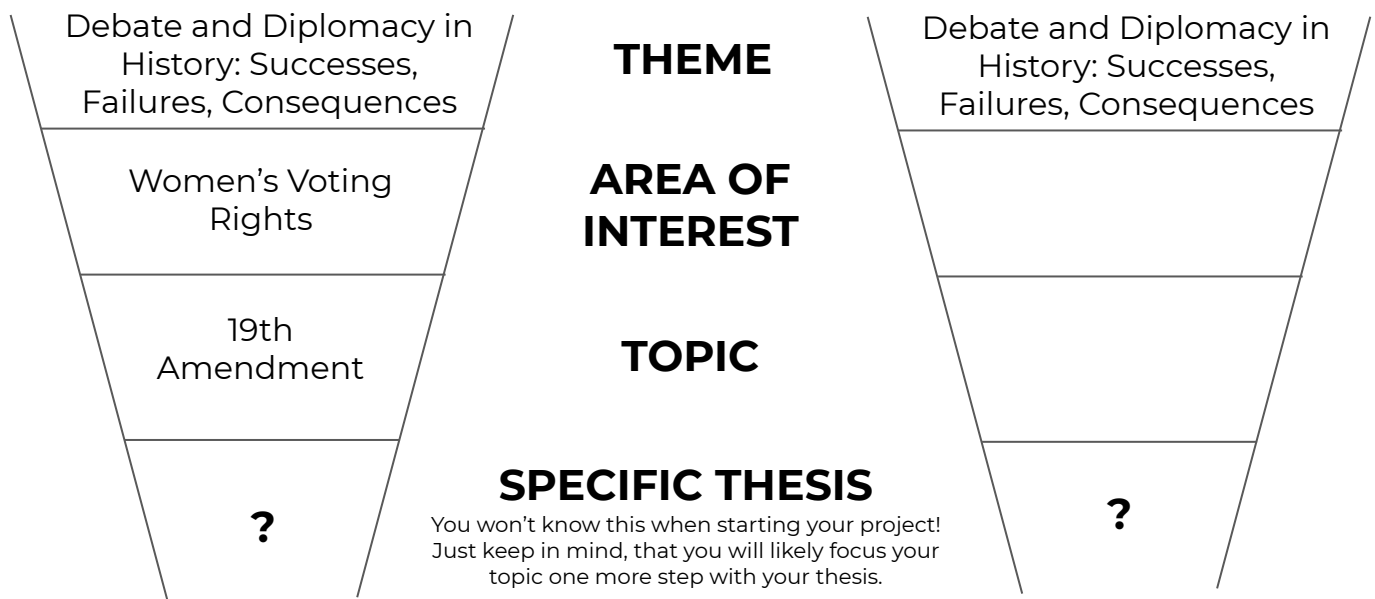 Debate and Diplomacy in
History: Successes,
Failures, Consequences
Women’s Voting
Rights
19th
Amendment
?
THEME
AREA OF
INTEREST
TOPIC
SPECIFIC THESIS
You won’t know this when starting your project!
Just keep in mind, that you will likely focus your
topic one more step with your thesis.
Debate and Diplomacy in
History: Successes,
Failures, Consequences
?